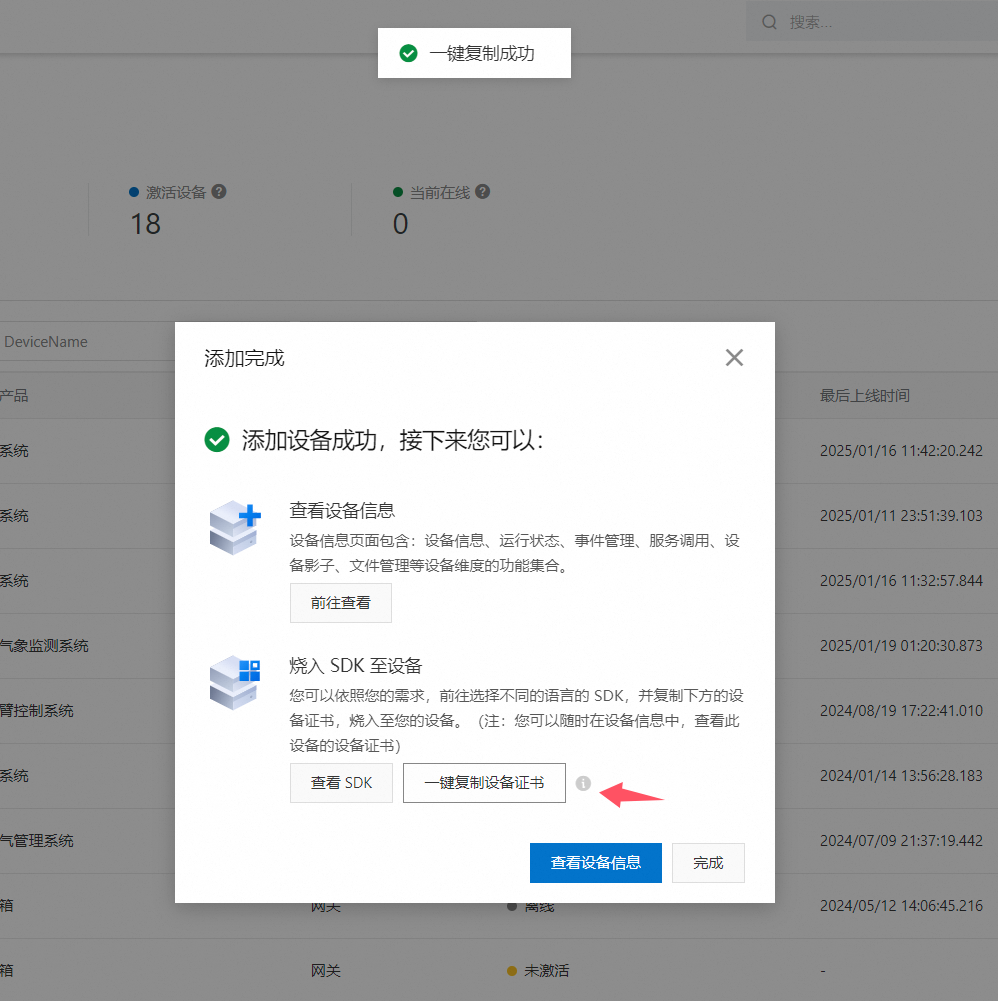 搜索...
一键复制成功
激活设备
当前在线
18
0
DeviceName
添加完成
产品
最后上线时间
添加设备成功，接下来您可以：
系统
2025/01/16 11:42:20.242
查看设备信息
系统
2025/01/11 23:51:39.103
设备信息页面包含：设备信息、运行状态、事件管理、服务调用、设
备影子、文件管理等设备维度的功能集合。
系统
2025/01/16 11:32:57.844
前往查看
气象监测系统
2025/01/19 01:20:30.873
烧入 SDK 至设备
您可以依照您的需求，前往选择不同的语言的 SDK，并复制下方的设
备证书，烧入至您的设备。（注：您可以随时在设备信息中，查看此
设备的设备证书）
臂控制系统
2024/08/19 17:22:41.010
系统
2024/01/14 13:56:28.183
查看 SDK
一键复制设备证书
气管理系统
2024/07/09 21:37:19.442
查看设备信息
完成
箱
网关
离线
2024/05/12 14:06:45.216
箱
网关
未激活
-